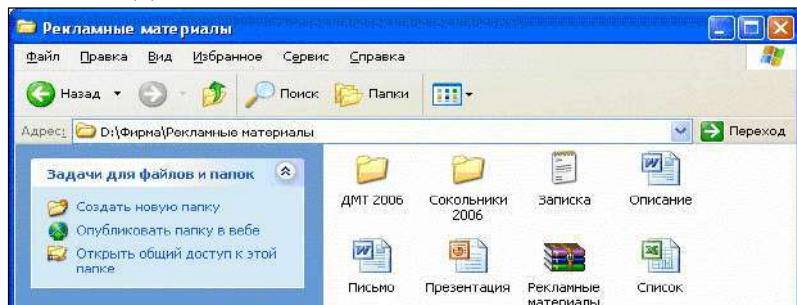 Рекламные материалы
Файл Правка Вид Избранное Сервис Справка
Назад Поиск Папки
Адрес: D:\Фирма\Рекламные материалы Переход
Задачи для файлов и папок
Создать новую папку
Опубликовать папку в вебе
Открыть общий доступ к этой
папке
ДМТ 2006
Сокольники
2006
Записка
Описание
Письмо
Презентация
Рекламные
материалы
Список